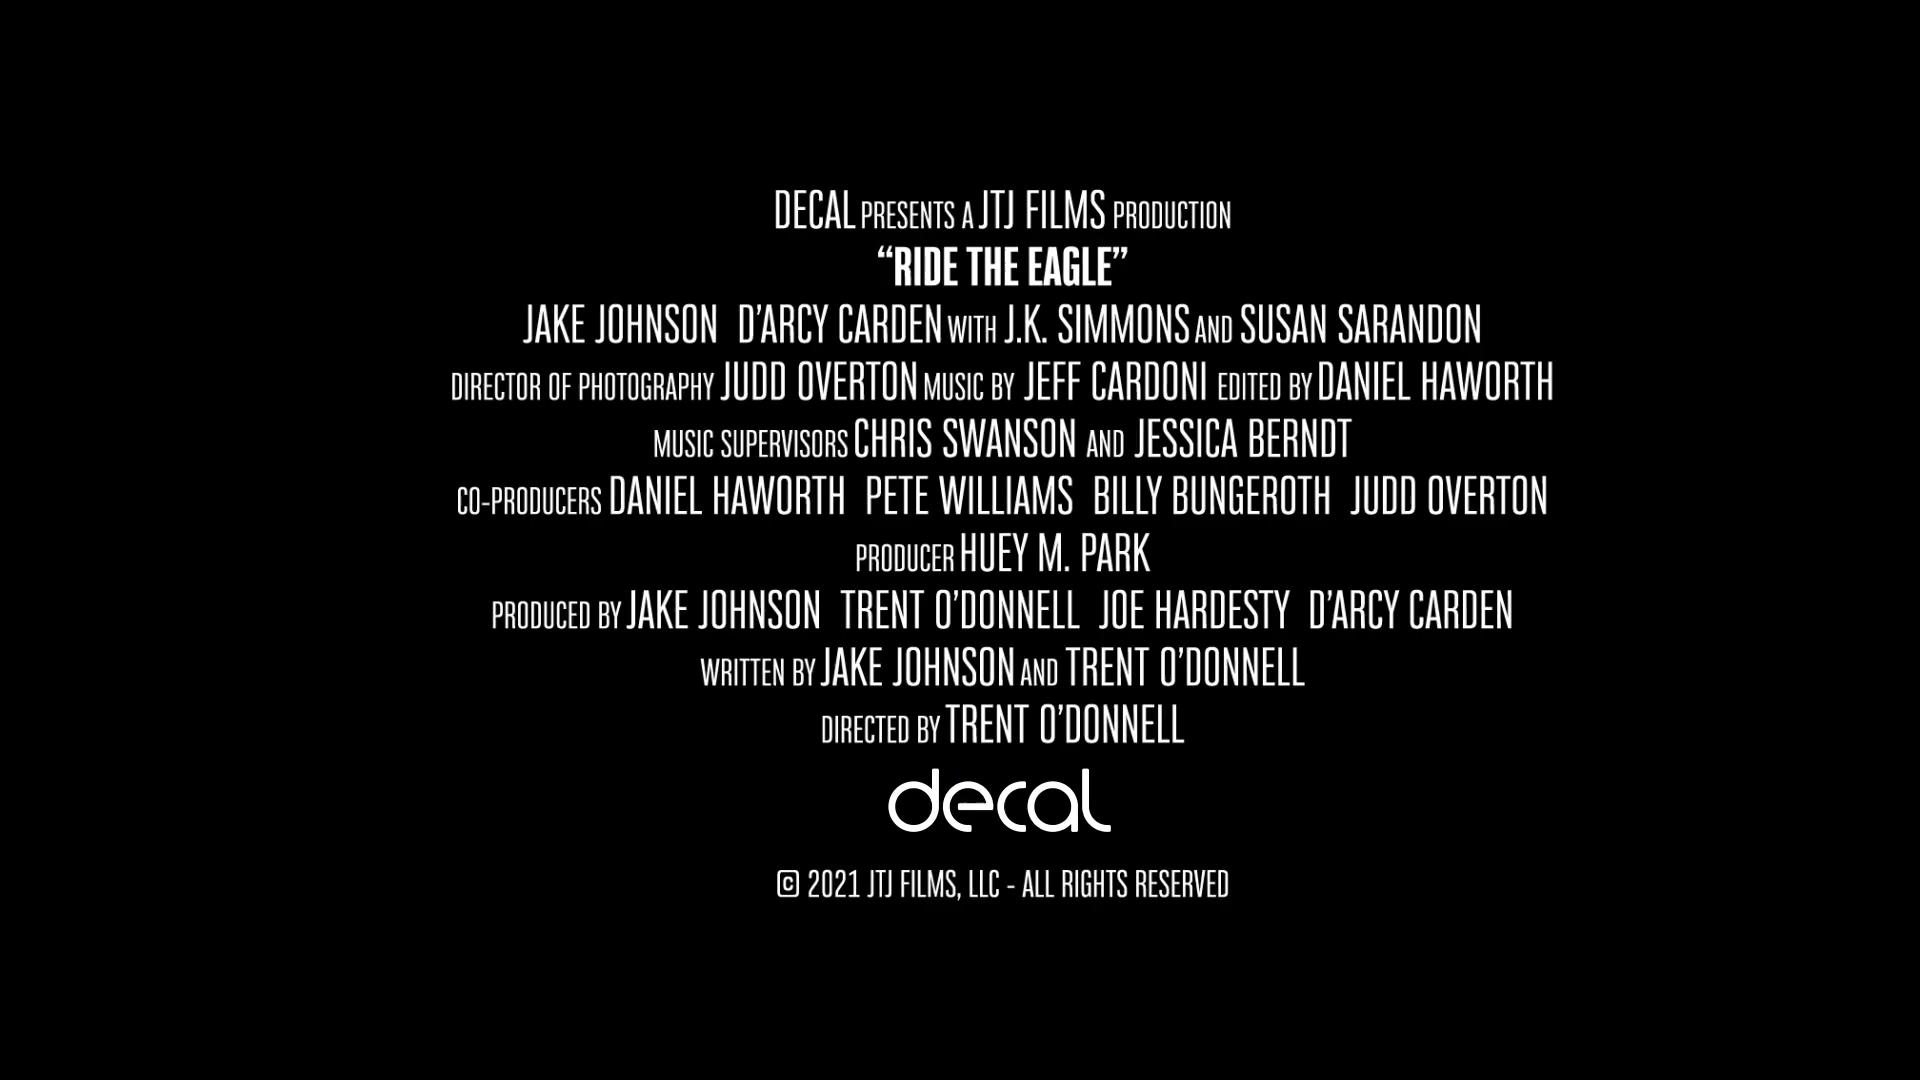 DECAL PRESENTS A JTJ FILMS PRODUCTION
“RIDE THE EAGLE”
JAKE JOHNSON D’ARCY CARDEN WITH J.K. SIMMONS AND SUSAN SARANDON
DIRECTOR OF PHOTOGRAPHY JUDD OVERTON MUSIC BY JEFF CARDONI EDITED BY DANIEL HAWORTH
MUSIC SUPERVISORS CHRIS SWANSON AND JESSICA BERNDT
CO-PRODUCERS DANIEL HAWORTH PETE WILLIAMS BILLY BUNGEROTH JUDD OVERTON
PRODUCER HUEY M. PARK
PRODUCED BY JAKE JOHNSON TRENT O’DONNELL JOE HARDESTY D’ARCY CARDEN
WRITTEN BY JAKE JOHNSON AND TRENT O’DONNELL
DIRECTED BY TRENT O’DONNELL
decal
© 2021 JTJ FILMS, LLC - ALL RIGHTS RESERVED